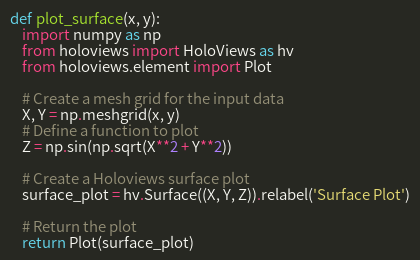 def plot_surface(x, y):
    import numpy as np
    from holoviews import HoloViews as hv
    from holoviews.element import Plot

    # Create a mesh grid for the input data
    X, Y = np.meshgrid(x, y)
    # Define a function to plot
    Z = np.sin(np.sqrt(X**2 + Y**2))

    # Create a Holoviews surface plot
    surface_plot = hv.Surface((X, Y, Z)).relabel('Surface Plot')

    # Return the plot
    return Plot(surface_plot)